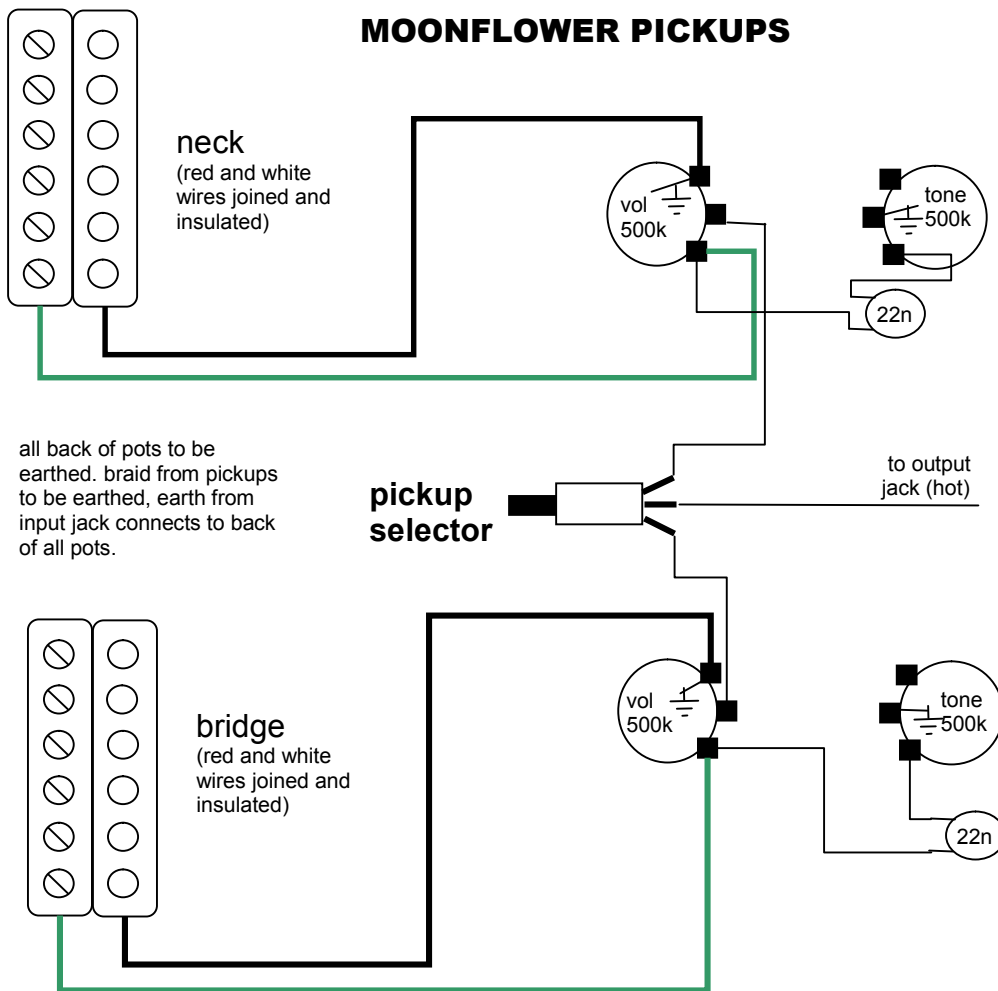 MOONFLOWER PICKUPS
neck
(red and white
wires joined and
insulated)
vol
500k
tone
500k
22n
all back of pots to be
earthed. braid from pickups
to be earthed, earth from
input jack connects to back
of all pots.
pickup
selector
to output
jack (hot)
bridge
(red and white
wires joined and
insulated)
vol
500k
tone
500k
22n